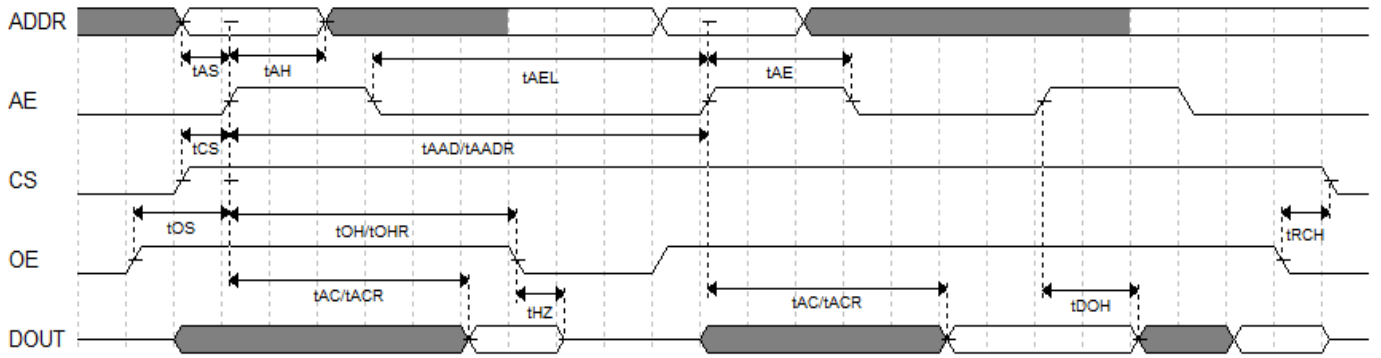 ADDR
tAS
tAH
tAEL
tAE
AE
tCS
tAAD/tAADR
CS
tOS
tOH/tOHR
tRCH
OE
tAC/tACR
tHZ
tAC/tACR
tDOH
DOUT